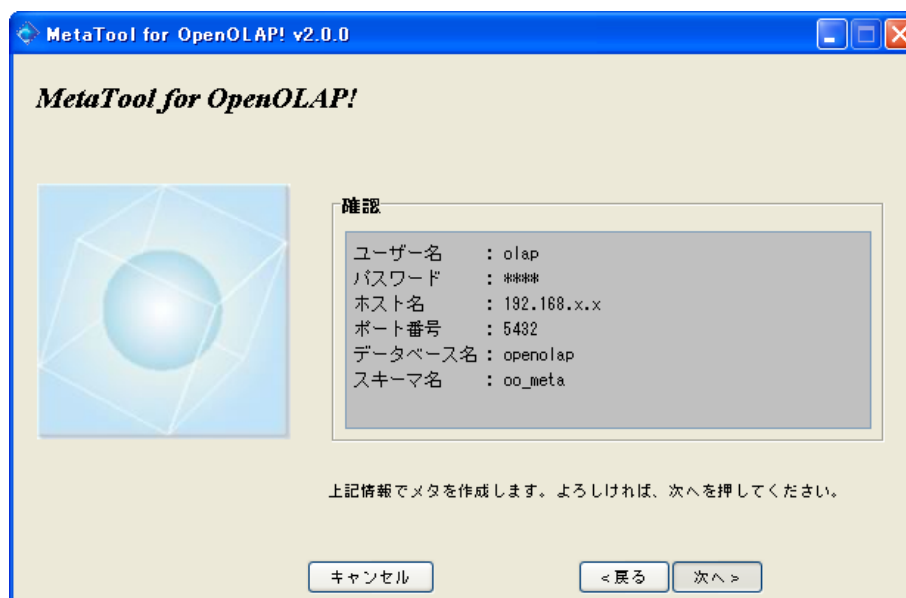 MetaTool for OpenOLAP! v2.0.0
MetaTool for OpenOLAP!
確認
ユーザー名 : olap
パスワード : ****
ホスト名 : 192.168.x.x
ポート番号 : 5432
データベース名 : openolap
スキーマ名 : oo_meta
上記情報でメタを作成します。よろしければ、次へを押してください。
キャンセル <戻る 次へ>